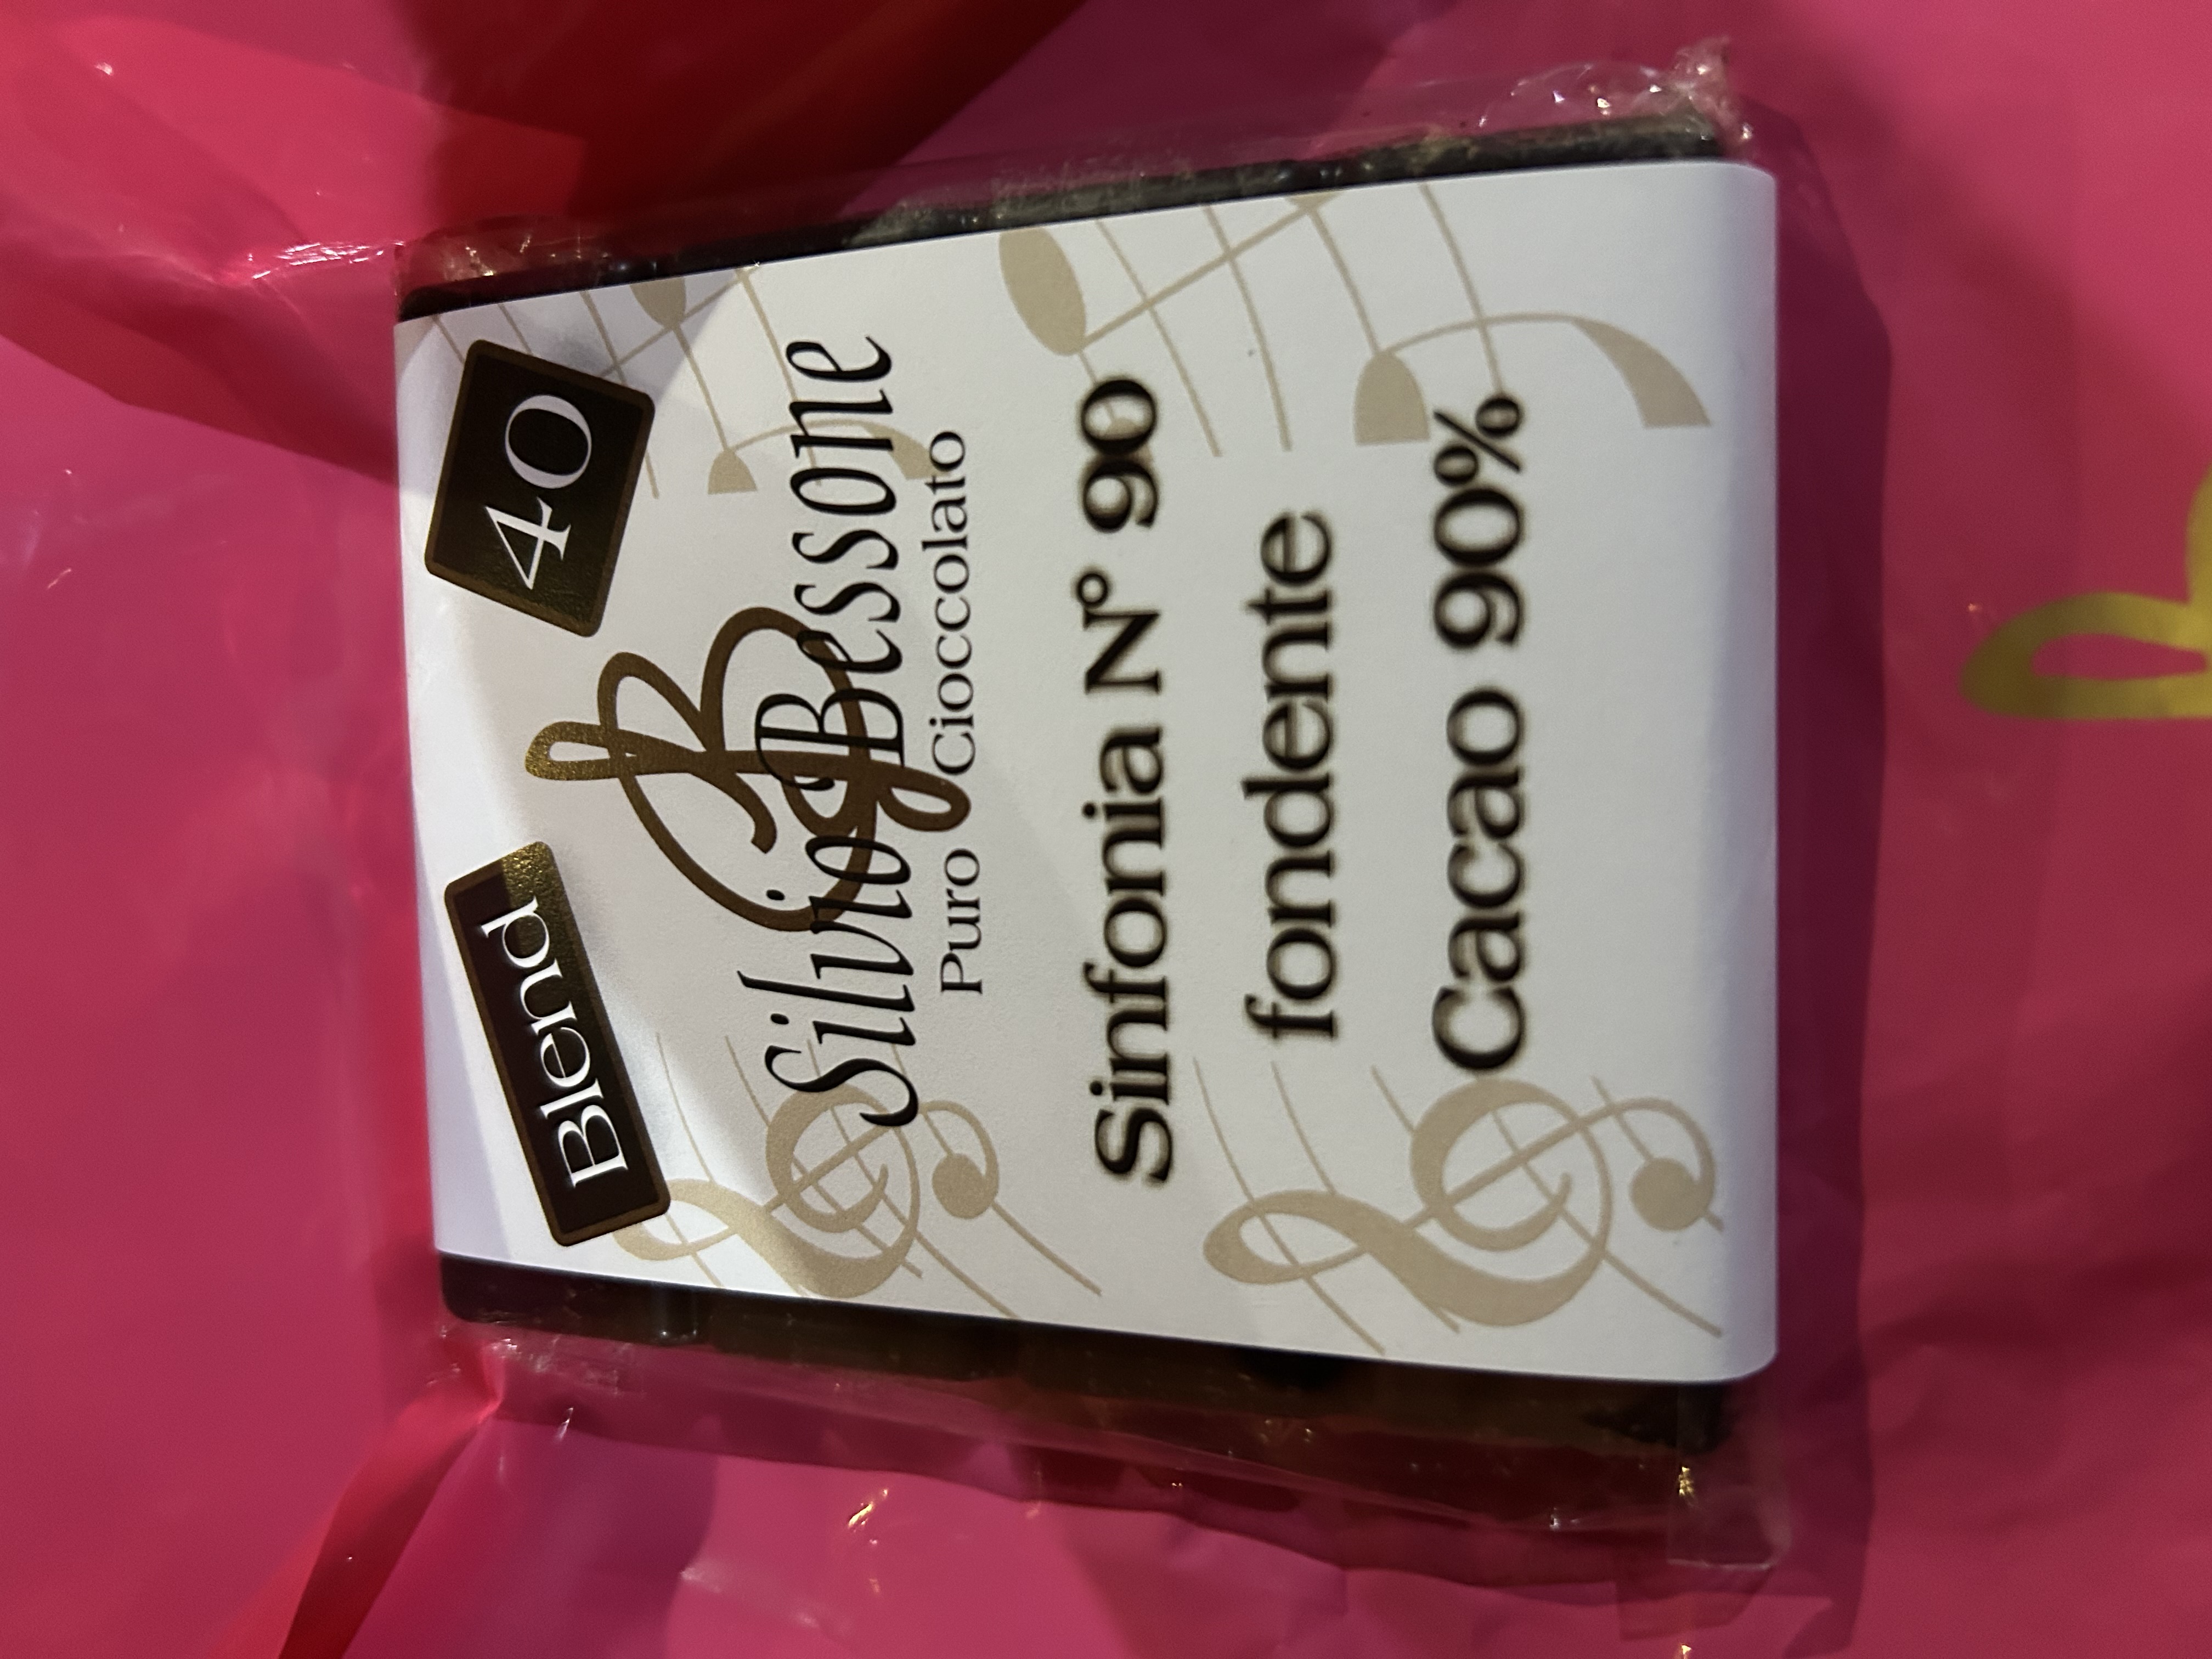 Blend
40
Silvio Bessone
Puro Cioccolato
Sinfonia N° 90
fondente
Cacao 90%